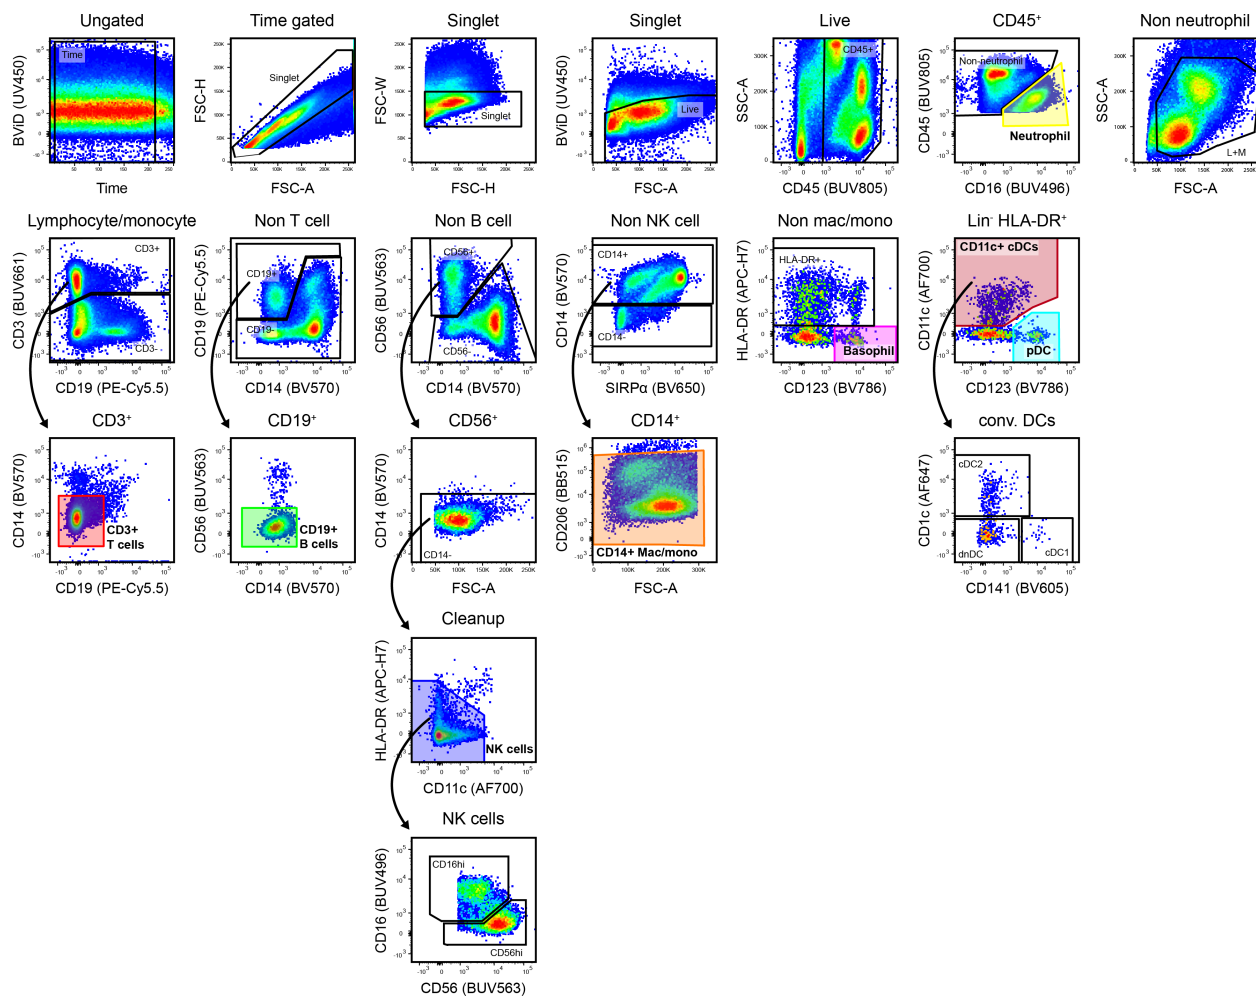 Ungated
Time gated
Singlet
Singlet
Live
CD45⁺
Non neutrophil
BViD (UV450)
Time
Time
FSC-H
Singlet
FSC-A
FSC-W
Singlet
FSC-H
BViD (UV450)
Live
FSC-A
SSC-A
CD45+
CD45 (BUV805)
CD45 (BUV805)
Non-neutrophil
Neutrophil
CD16 (BUV496)
SSC-A
L+M
FSC-A
Lymphocyte/monocyte
Non T cell
Non B cell
Non NK cell
Non mac/mono
Lin⁻ HLA-DR⁺
CD3 (BUV661)
CD3+
CD3-
CD19 (PE-Cy5.5)
CD19 (PE-Cy5.5)
CD19+
CD19-
CD14 (BV570)
CD56 (BUV563)
CD56+
CD56-
CD14 (BV570)
CD14 (BV570)
CD14+
CD14-
SIRPα (BV650)
HLA-DR (APC-H7)
HLA-DR+
Basophil
CD123 (BV786)
CD11c (AF700)
CD11c+ cDCs
pDC
CD123 (BV786)
CD3⁺
CD19⁺
CD56⁺
CD14⁺
conv. DCs
CD14 (BV570)
CD3+
T cells
CD19 (PE-Cy5.5)
CD56 (BUV563)
CD19+
B cells
CD14 (BV570)
CD14 (BV570)
CD14-
FSC-A
CD206 (BB515)
CD14+ Mac/mono
FSC-A
CD1c (AF647)
cDC2
dnDC
cDC1
CD141 (BV605)
Cleanup
HLA-DR (APC-H7)
NK cells
CD11c (AF700)
NK cells
CD16 (BUV496)
CD16hi
CD56hi
CD56 (BUV563)